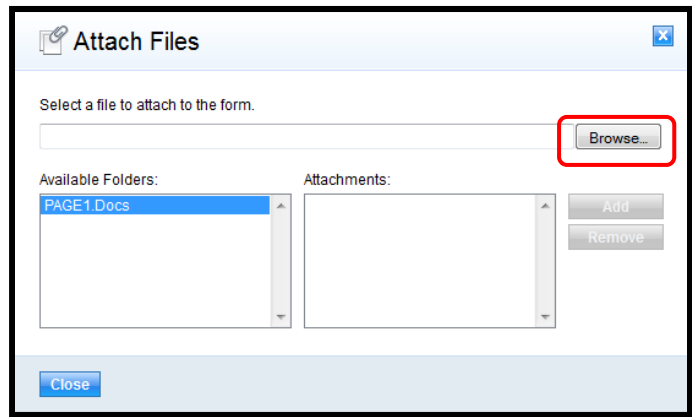 Attach Files
Select a file to attach to the form.
Browse...
Available Folders:
Attachments:
PAGE1.Docs
Add
Remove
Close